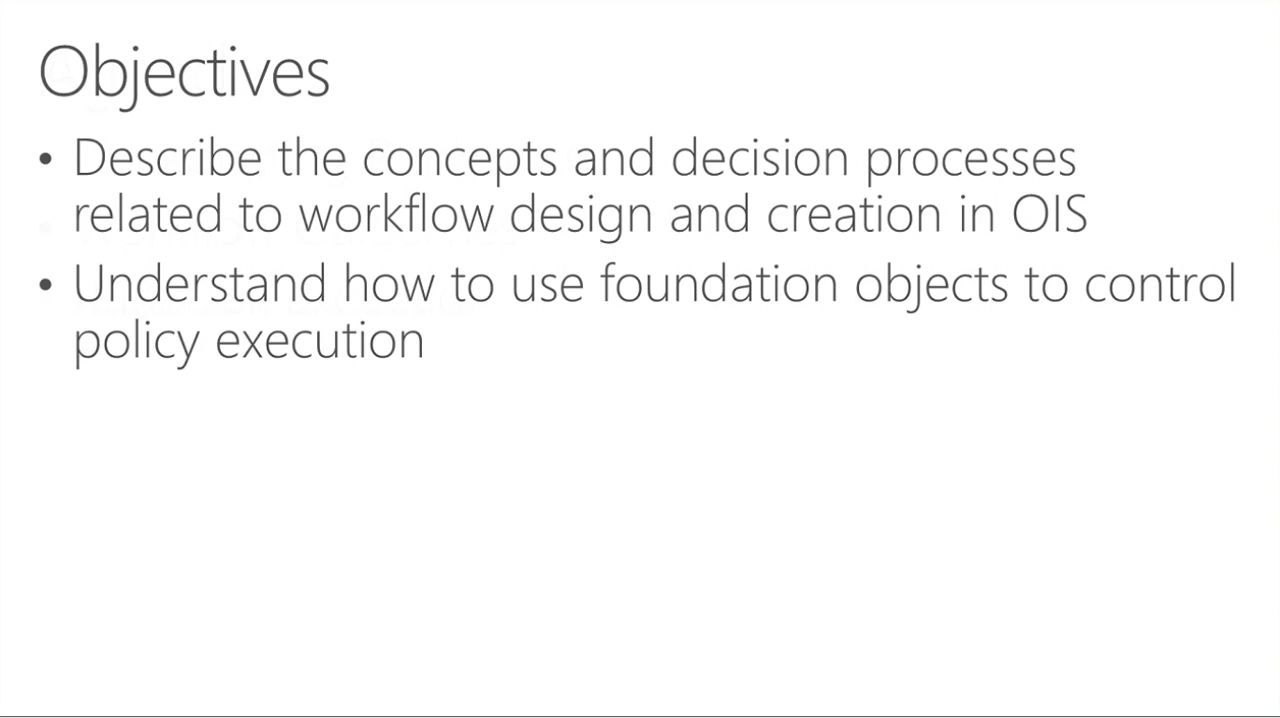 Objectives
• Describe the concepts and decision processes
related to workflow design and creation in OIS
• Understand how to use foundation objects to control
policy execution